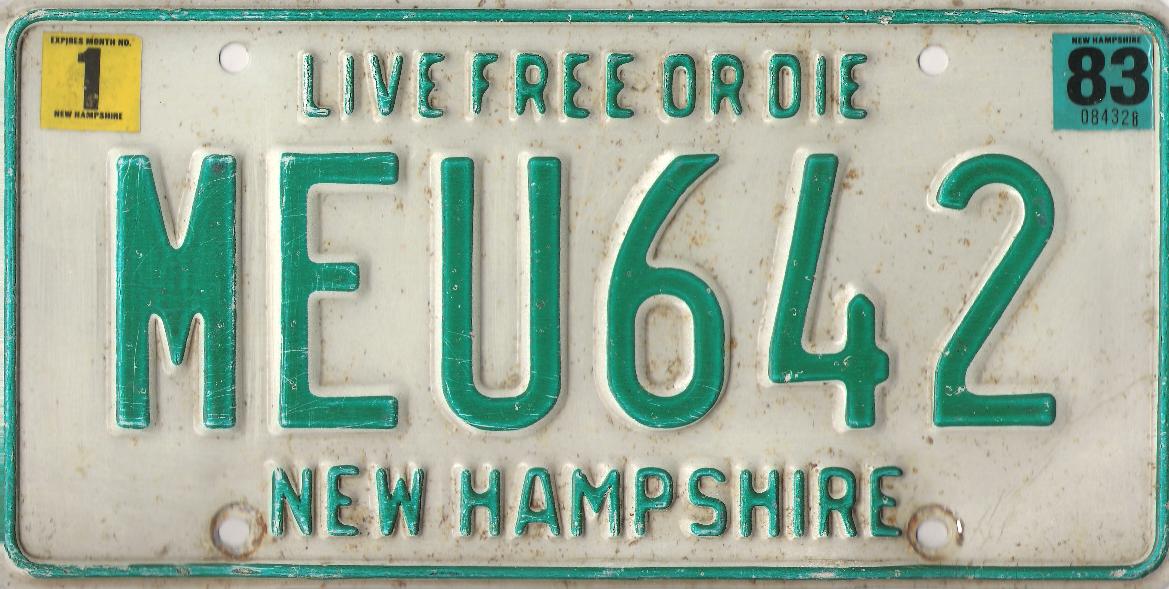 EXPIRES MONTH NO.
1
NEW HAMPSHIRE
LIVE FREE OR DIE
NEW HAMPSHIRE
83
084328
MEU642
NEW HAMPSHIRE